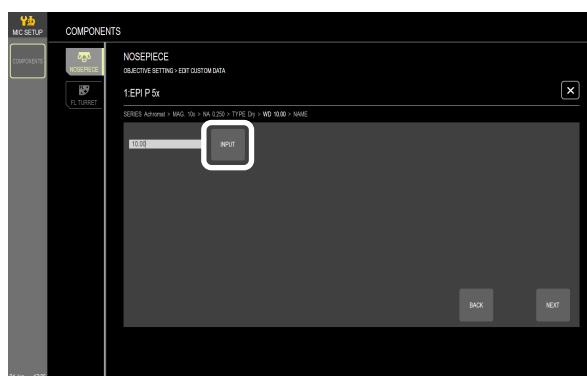 MIC SETUP
COMPONENTS
COMPONENTS
NOSEPIECE
FL TURRET
NOSEPIECE
OBJECTIVE SETTING > EDIT CUSTOM DATA
1:EPI P 5x
SERIES Achromat > MAG. 10x > NA 0.250 > TYPE Dry > WD 10.00 > NAME
10.00
INPUT
BACK
NEXT